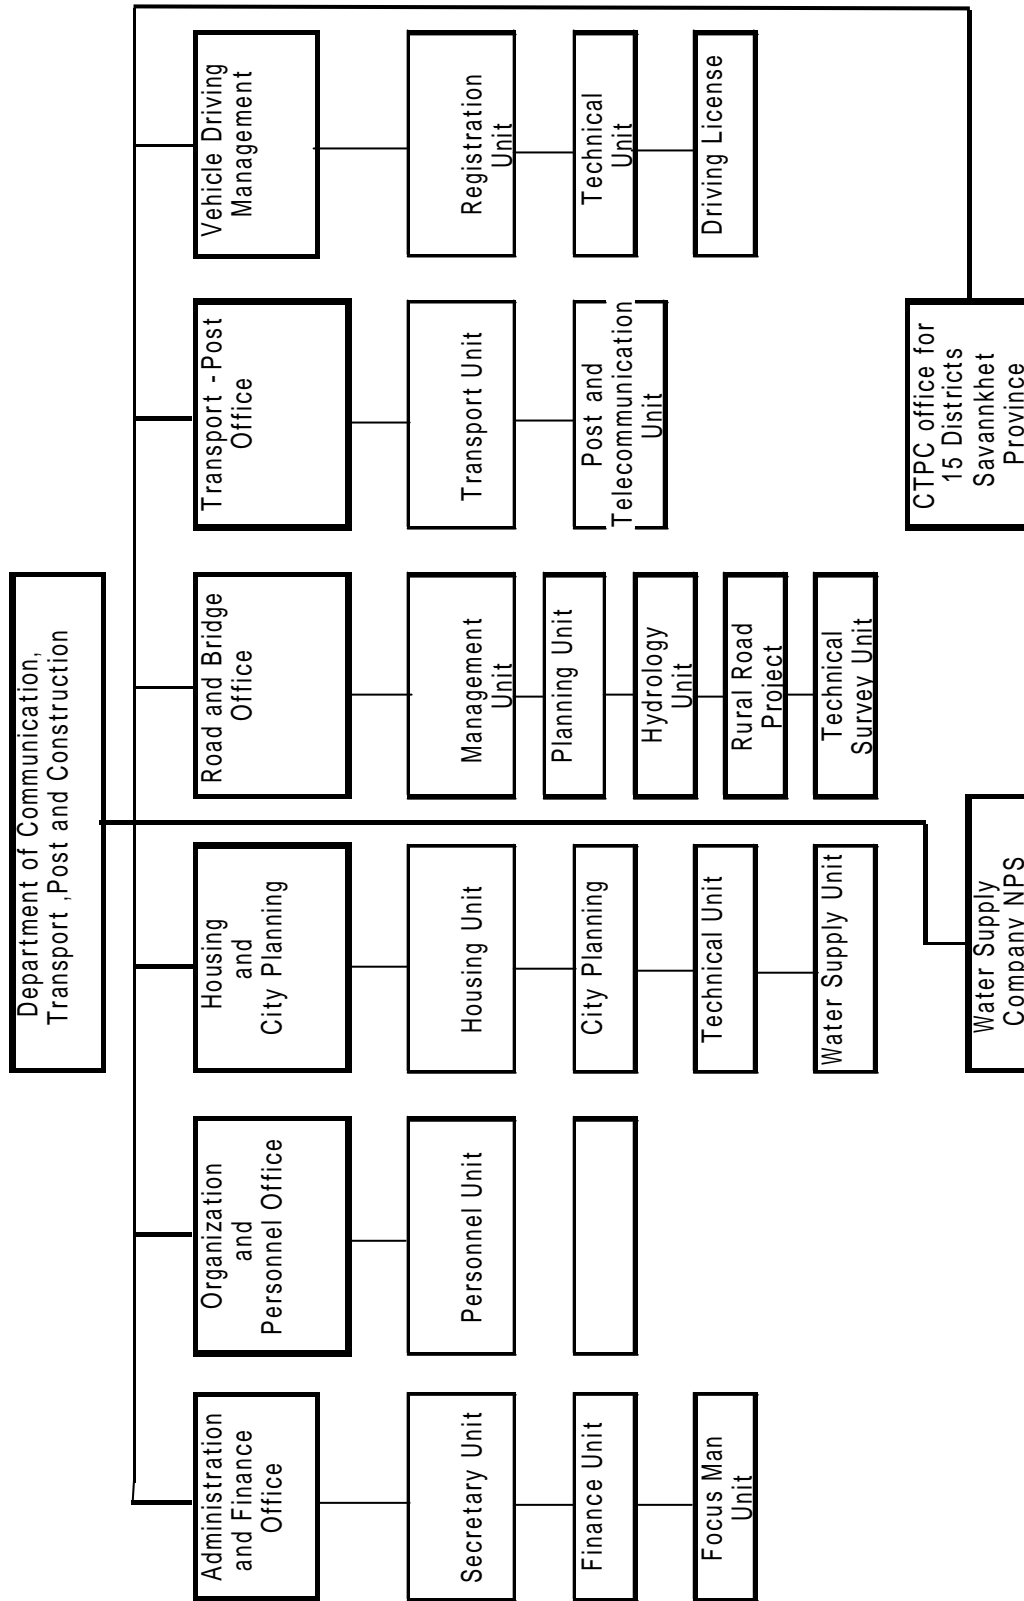 Department of Communication,
Transport ,Post and Construction
Administration
and Finance
Office
Organization
and
Personnel Office
Housing
and
City Planning
Road and Bridge
Office
Transport -Post
Office
Vehicle Driving
Management
Secretary Unit
Personnel Unit
Housing Unit
Management
Unit
Transport Unit
Registration
Unit
Planning Unit
Finance Unit
City Planning
Hydrology
Unit
Post and
Telecommunication
Unit
Technical
Unit
Focus Man
Unit
Technical Unit
Rural Road
Project
Driving License
Water Supply Unit
Technical
Survey Unit
Water Supply
Company NPS
CTPC office for
15 Districts
Savannkhet
Province